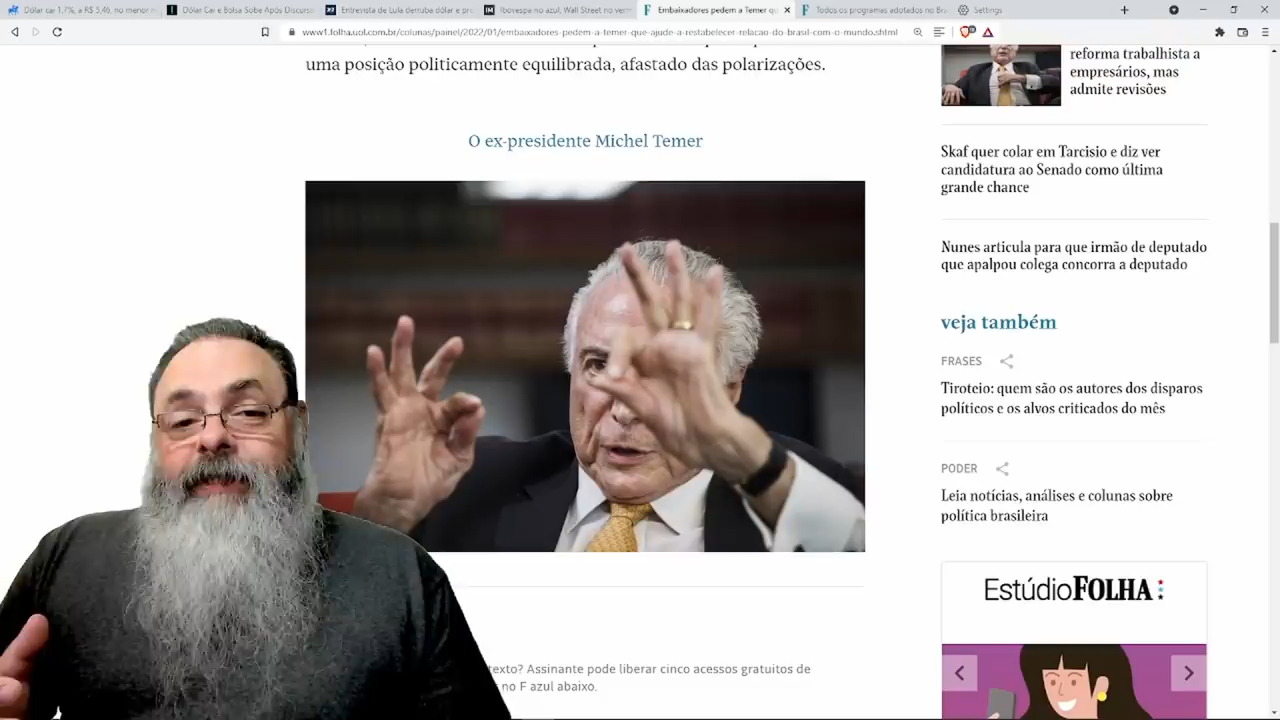 Dólar cai 1,7%, a R$ 5,46, no menor n
Dólar Cai e Bolsa Sobe Após Discurso
Entrevista de Lula derruba dólar e pr
Ibovespa no azul, Wall Street no verm
Embaixadores pedem a Temer qu
Todos os programas adotados no Bra
Settings
www1.folha.uol.com.br/colunas/painel/2022/01/embaixadores-pedem-a-temer-que-ajude-a-restabelecer-relacao-do-brasil-com-o-mundo.shtml
uma posição politicamente equilibrada, afastado das polarizações.
O ex-presidente Michel Temer
texto? Assinante pode liberar cinco acessos gratuitos de
no F azul abaixo.
reforma trabalhista a
empresários, mas
admite revisões
Skaf quer colar em Tarcisio e diz ver
candidatura ao Senado como última
grande chance
Nunes articula para que irmão de deputado
que apalpou colega concorra a deputado
veja também
FRASES
Tiroteio: quem são os autores dos disparos
políticos e os alvos criticados do mês
PODER
Leia notícias, análises e colunas sobre
política brasileira
EstúdioFOLHA